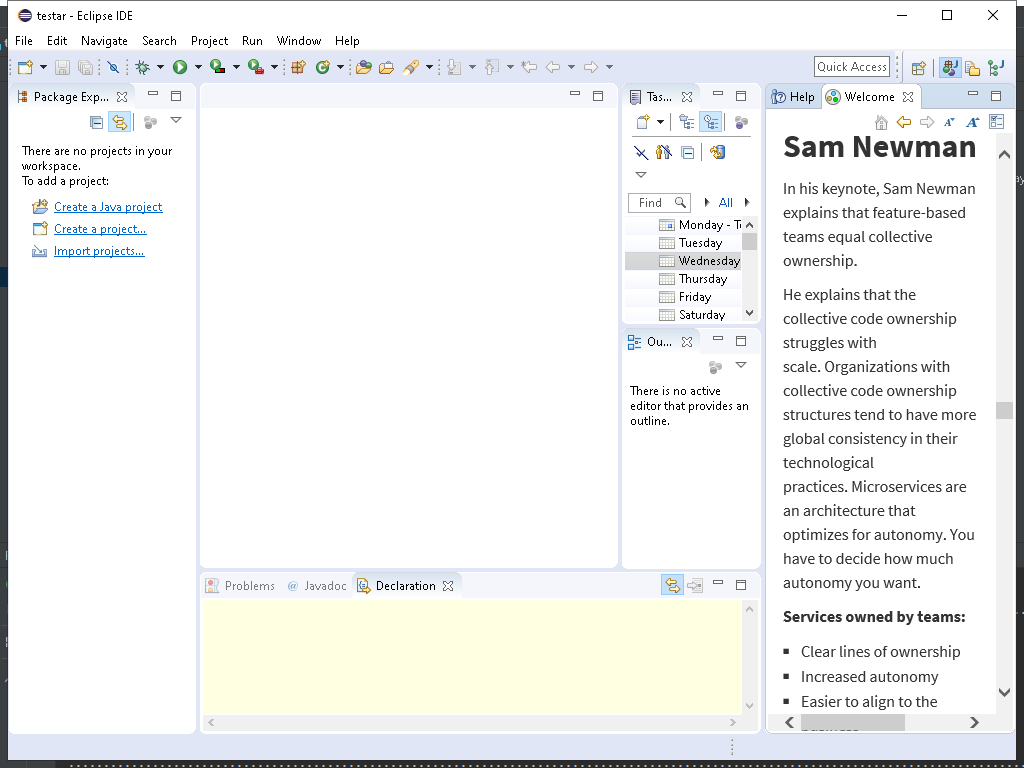 testar - Eclipse IDE
File Edit Navigate Search Project Run Window Help
Quick Access
Package Exp...
There are no projects in your
workspace.
To add a project:
Create a Java project
Create a project...
Import projects...
Tas...
Find
All
Monday - T
Tuesday
Wednesday
Thursday
Friday
Saturday
Ou...
There is no active
editor that provides an
outline.
Problems @ Javadoc Declaration
Help Welcome
Sam Newman
In his keynote, Sam Newman
explains that feature-based
teams equal collective
ownership.
He explains that the
collective code ownership
struggles with
scale. Organizations with
collective code ownership
structures tend to have more
global consistency in their
technological
practices. Microservices are
an architecture that
optimizes for autonomy. You
have to decide how much
autonomy you want.
Services owned by teams:
Clear lines of ownership
Increased autonomy
Easier to align to the